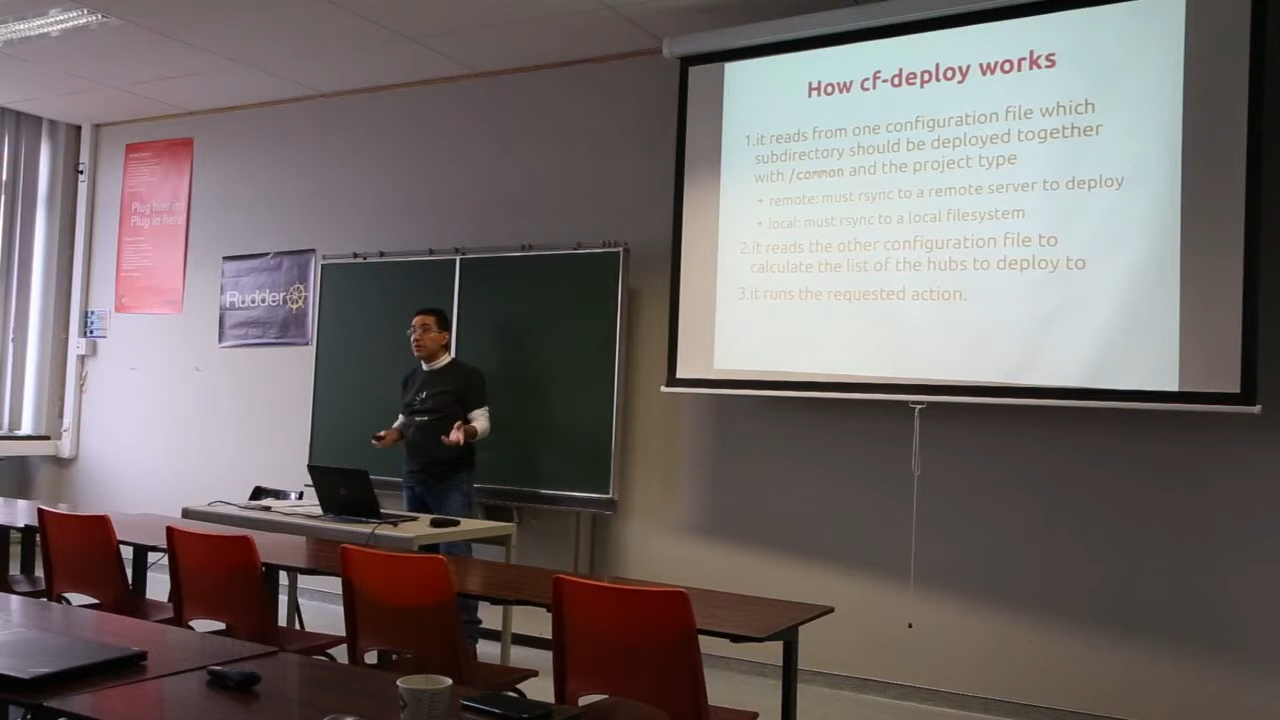 How cf-deploy works
1.it reads from one configuration file which
subdirectory should be deployed together
with /common and the project type
remote: must rsync to a remote server to deploy
local: must rsync to a local filesystem
2.it reads the other configuration file to
calculate the list of the hubs to deploy to
3.it runs the requested action.
Plug hier in!
Plug in here!
Rudder